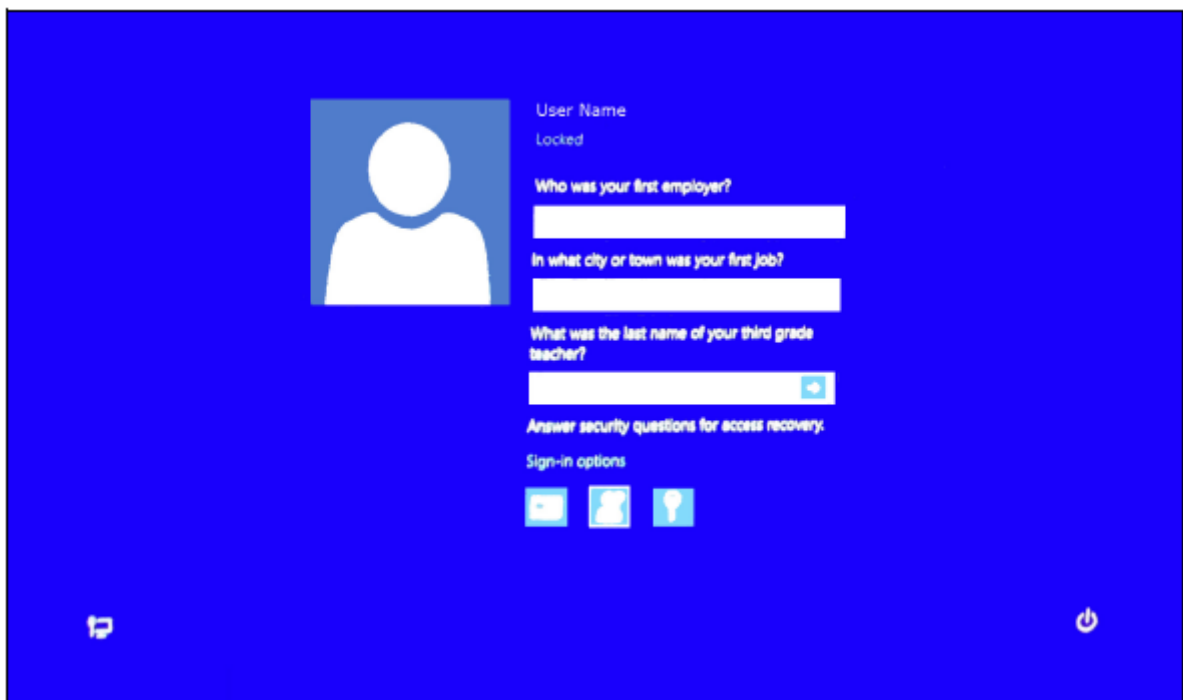 User Name
Locked
Who was your first employer?
In what city or town was your first job?
What was the last name of your third grade
teacher?
Answer security questions for access recovery.
Sign-in options